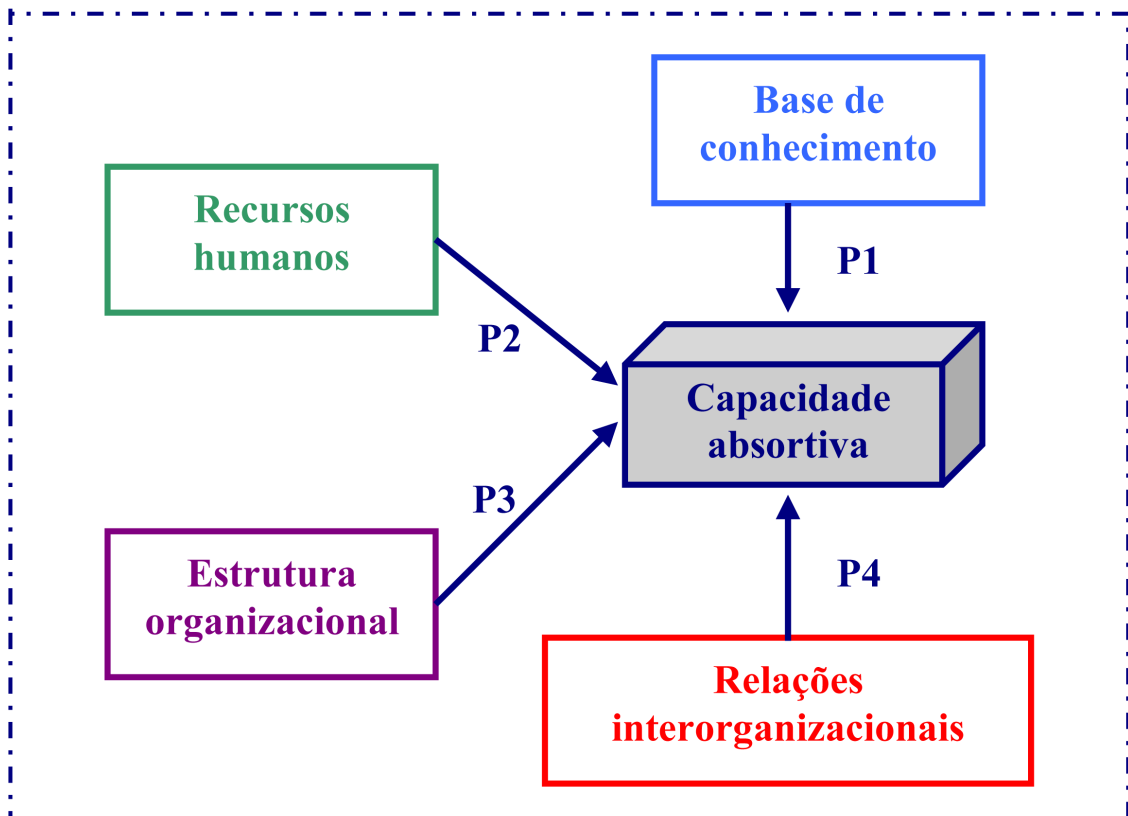 Base de
conhecimento
Recursos
humanos
P1
P2
Capacidade
absortiva
P3
Estrutura
organizacional
P4
Relações
interorganizacionais